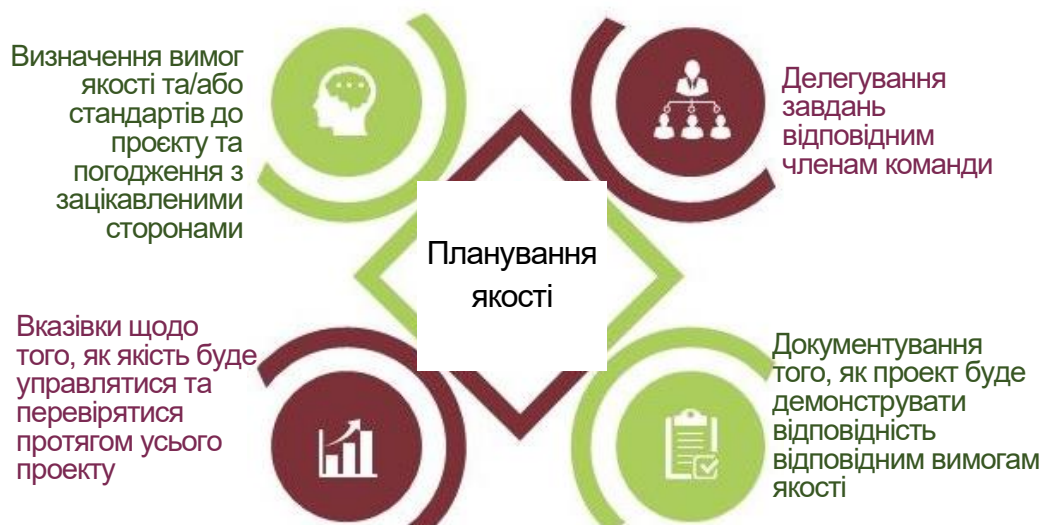 Визначення вимог
якості та/або
стандартів до
проєкту та
погодження з
зацікавленими
сторонами
Делегування
завдань
відповідним
членам команди
Планування
якості
Вказівки щодо
того, як якість буде
управлятися та
перевірятися
протягом усього
проекту
Документування
того, як проект буде
демонструвати
відповідність
відповідним вимогам
якості